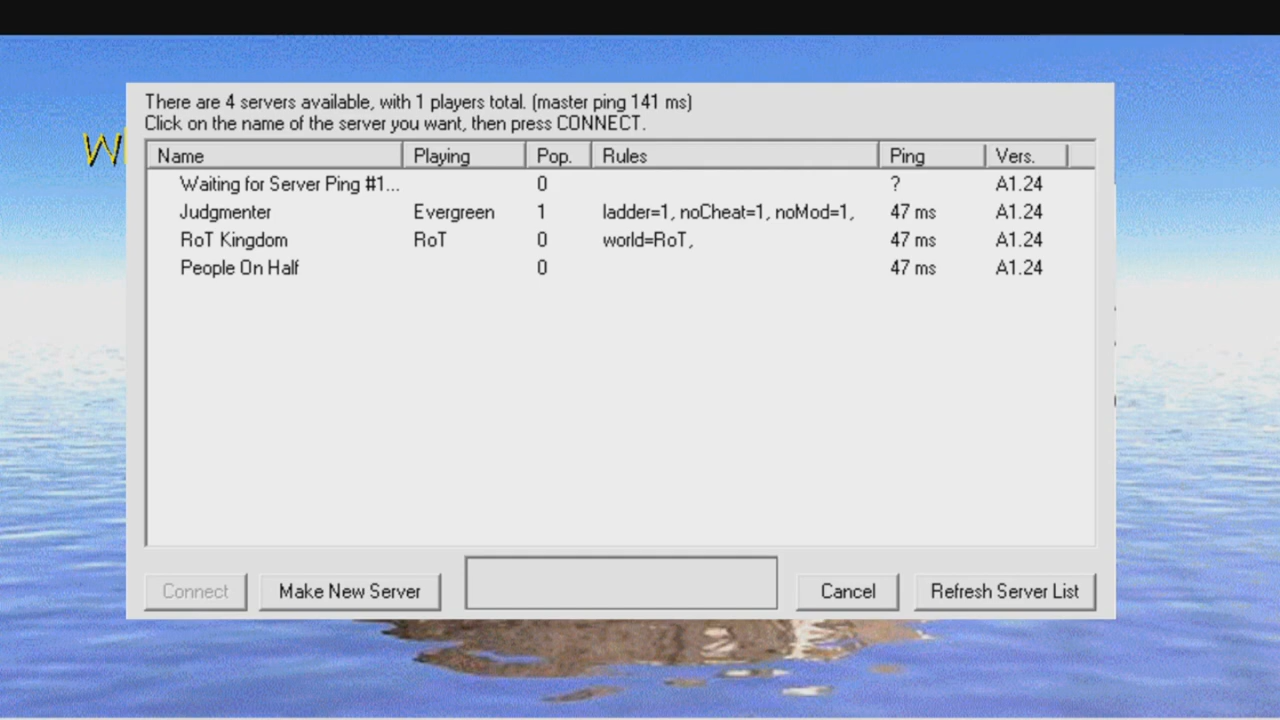 There are 4 servers available, with 1 players total. (master ping 141 ms)
Click on the name of the server you want, then press CONNECT.
Name Playing Pop. Rules Ping Vers.
Waiting for Server Ping #1... 0 ? A1.24
Judgmenter Evergreen 1 ladder=1, noCheat=1, noMod=1, 47 ms A1.24
RoT Kingdom RoT 0 world=RoT, 47 ms A1.24
People On Half 0 47 ms A1.24
Connect Make New Server Cancel Refresh Server List